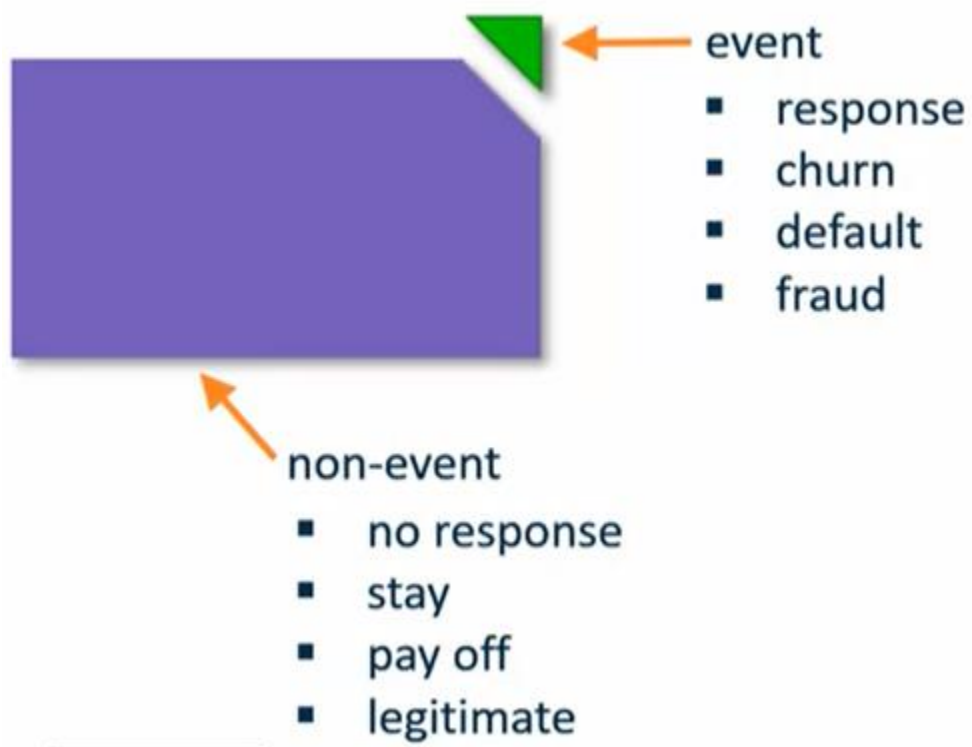 event
▪ response
▪ churn
▪ default
▪ fraud
non-event
▪ no response
▪ stay
▪ pay off
▪ legitimate